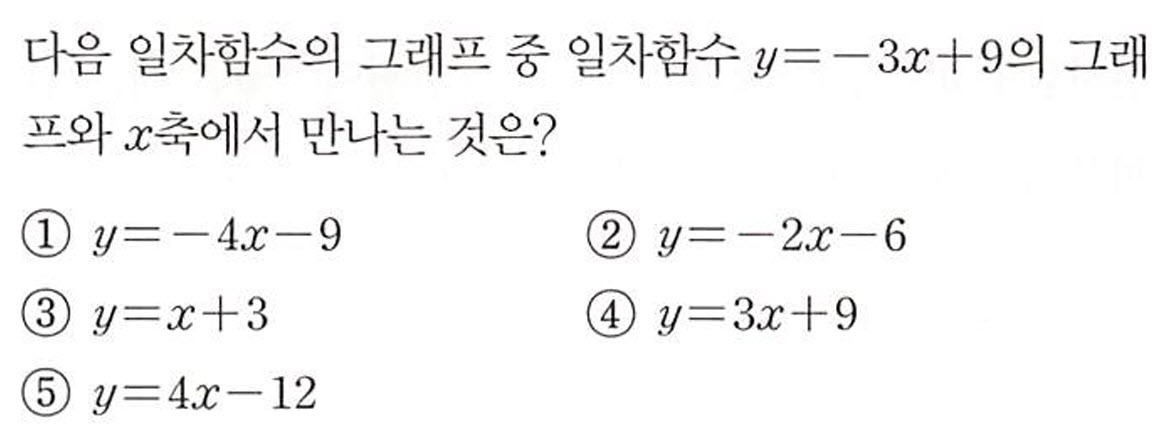 다음 일차함수의 그래프 중 일차함수 y=-3x+9의 그래
프와 x축에서 만나는 것은?
① y=-4x-9 ② y=-2x-6
③ y=x+3 ④ y=3x+9
⑤ y=4x-12